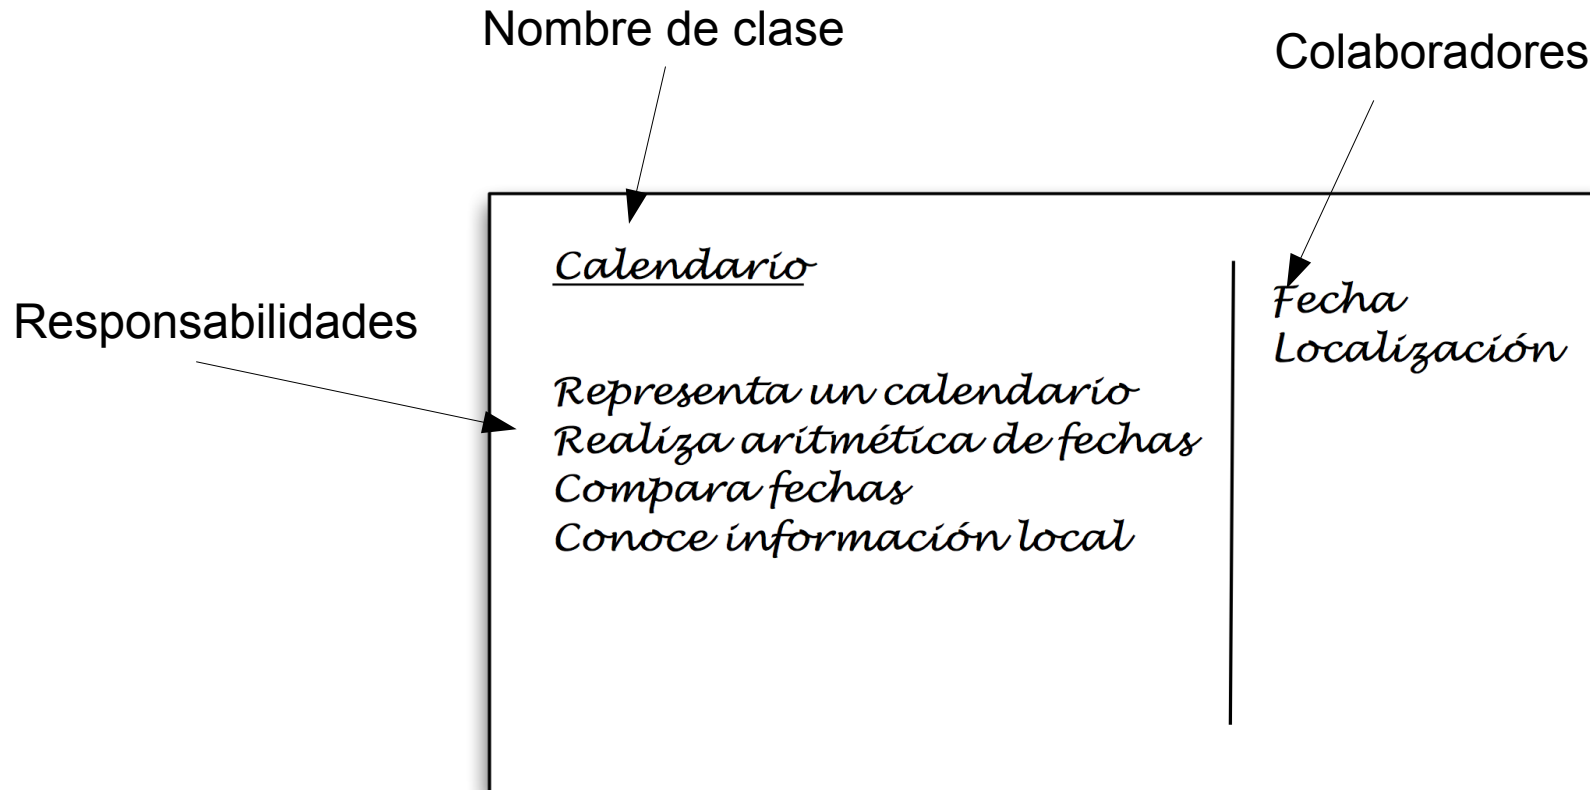 Nombre de clase
Colaboradores
Calendario
Fecha
Responsabilidades
Localización
Representa un calendario
Realiza aritmética de fechas
Compara fechas
Conoce información local